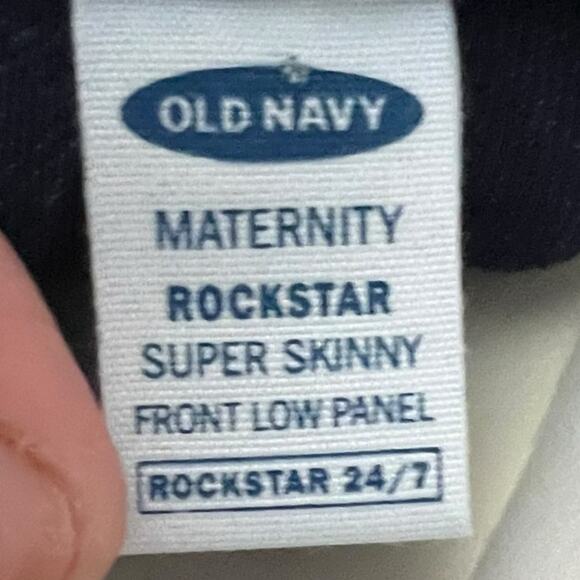 OLD NAVY
MATERNITY
ROCKSTAR
SUPER SKINNY
FRONT LOW PANEL
ROCKSTAR 24/7